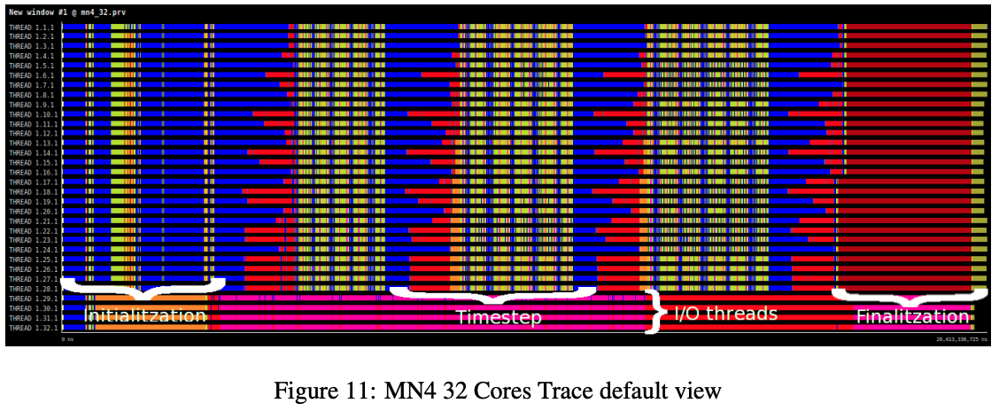 New window #1 @ mn4_32.prv
THREAD 1.1.1
THREAD 1.2.1
THREAD 1.3.1
THREAD 1.4.1
THREAD 1.5.1
THREAD 1.6.1
THREAD 1.7.1
THREAD 1.8.1
THREAD 1.9.1
THREAD 1.10.1
THREAD 1.11.1
THREAD 1.12.1
THREAD 1.13.1
THREAD 1.14.1
THREAD 1.15.1
THREAD 1.16.1
THREAD 1.17.1
THREAD 1.18.1
THREAD 1.19.1
THREAD 1.20.1
THREAD 1.21.1
THREAD 1.22.1
THREAD 1.23.1
THREAD 1.24.1
THREAD 1.25.1
THREAD 1.26.1
THREAD 1.27.1
THREAD 1.28.1
THREAD 1.29.1
THREAD 1.30.1
THREAD 1.31.1
THREAD 1.32.1
Initialitzation
Timestep
I/O threads
Finalitzation
0 ns
26,413,336,725 ns
Figure 11: MN4 32 Cores Trace default view